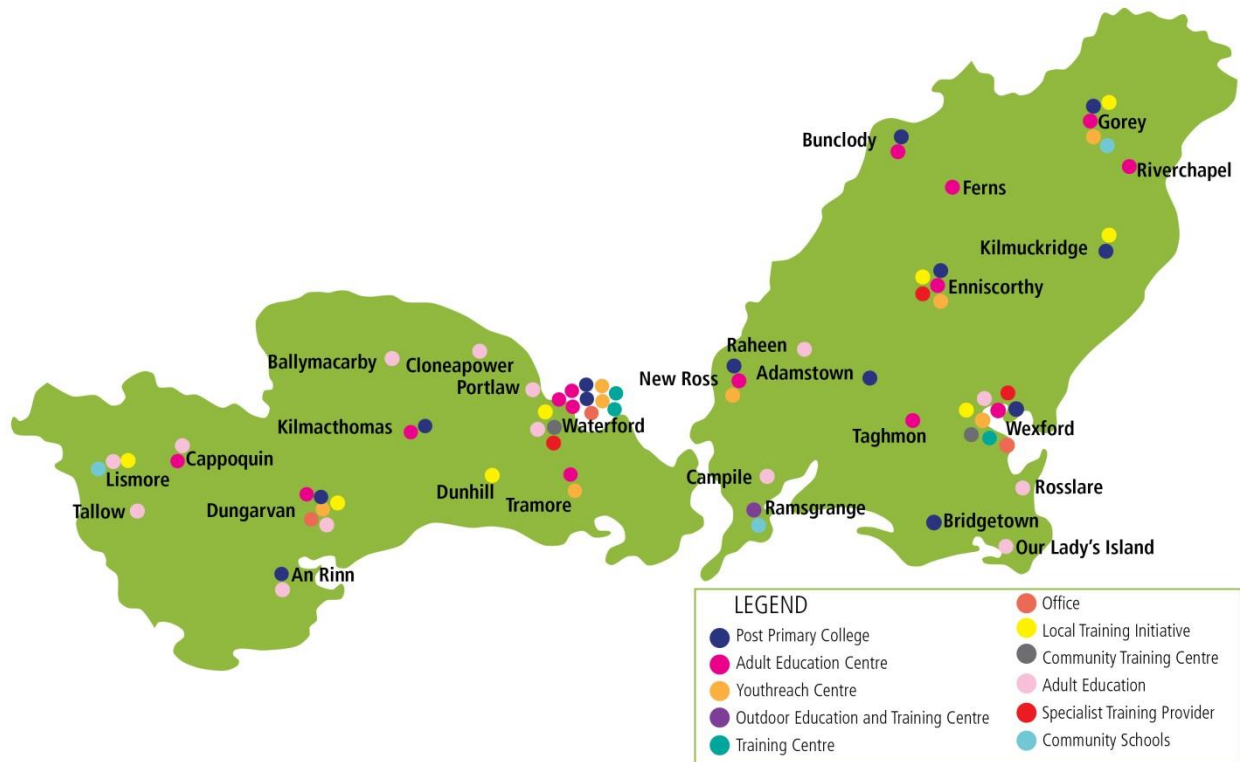 Gorey
Bunclody
Riverchapel
Ferns
Kilmuckridge
Enniscorthy
Raheen
Ballymacarby
Cloneapower
Portlaw
New Ross
Adamstown
Kilmacthomas
Waterford
Taghmon
Wexford
Cappoquin
Lismore
Dunhill
Campile
Rosslare
Tallow
Dungarvan
Tramore
Ramsgrange
Bridgetown
Our Lady's Island
An Rinn
LEGEND
Post Primary College
Adult Education Centre
Youthreach Centre
Outdoor Education and Training Centre
Training Centre
Office
Local Training Initiative
Community Training Centre
Adult Education
Specialist Training Provider
Community Schools